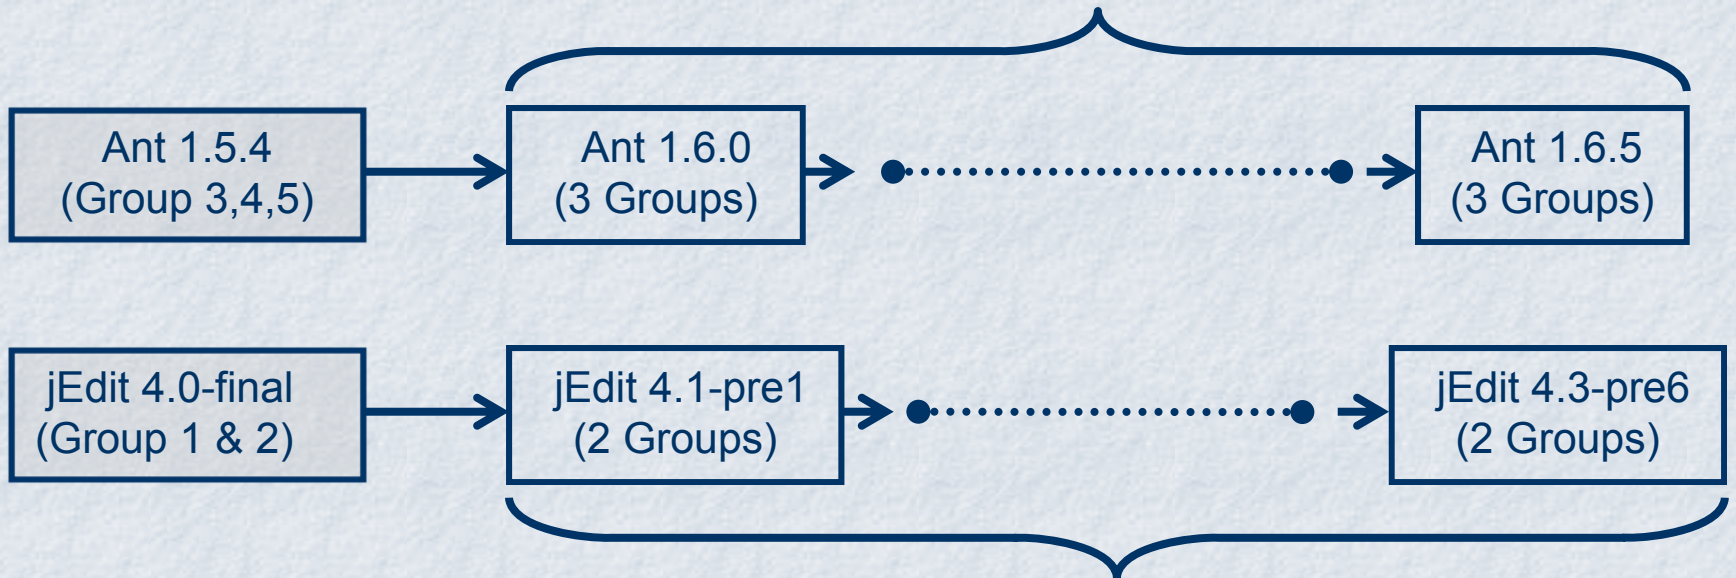 Ant 1.5.4
(Group 3,4,5)
Ant 1.6.0
(3 Groups)
Ant 1.6.5
(3 Groups)
jEdit 4.0-final
(Group 1 & 2)
jEdit 4.1-pre1
(2 Groups)
jEdit 4.3-pre6
(2 Groups)